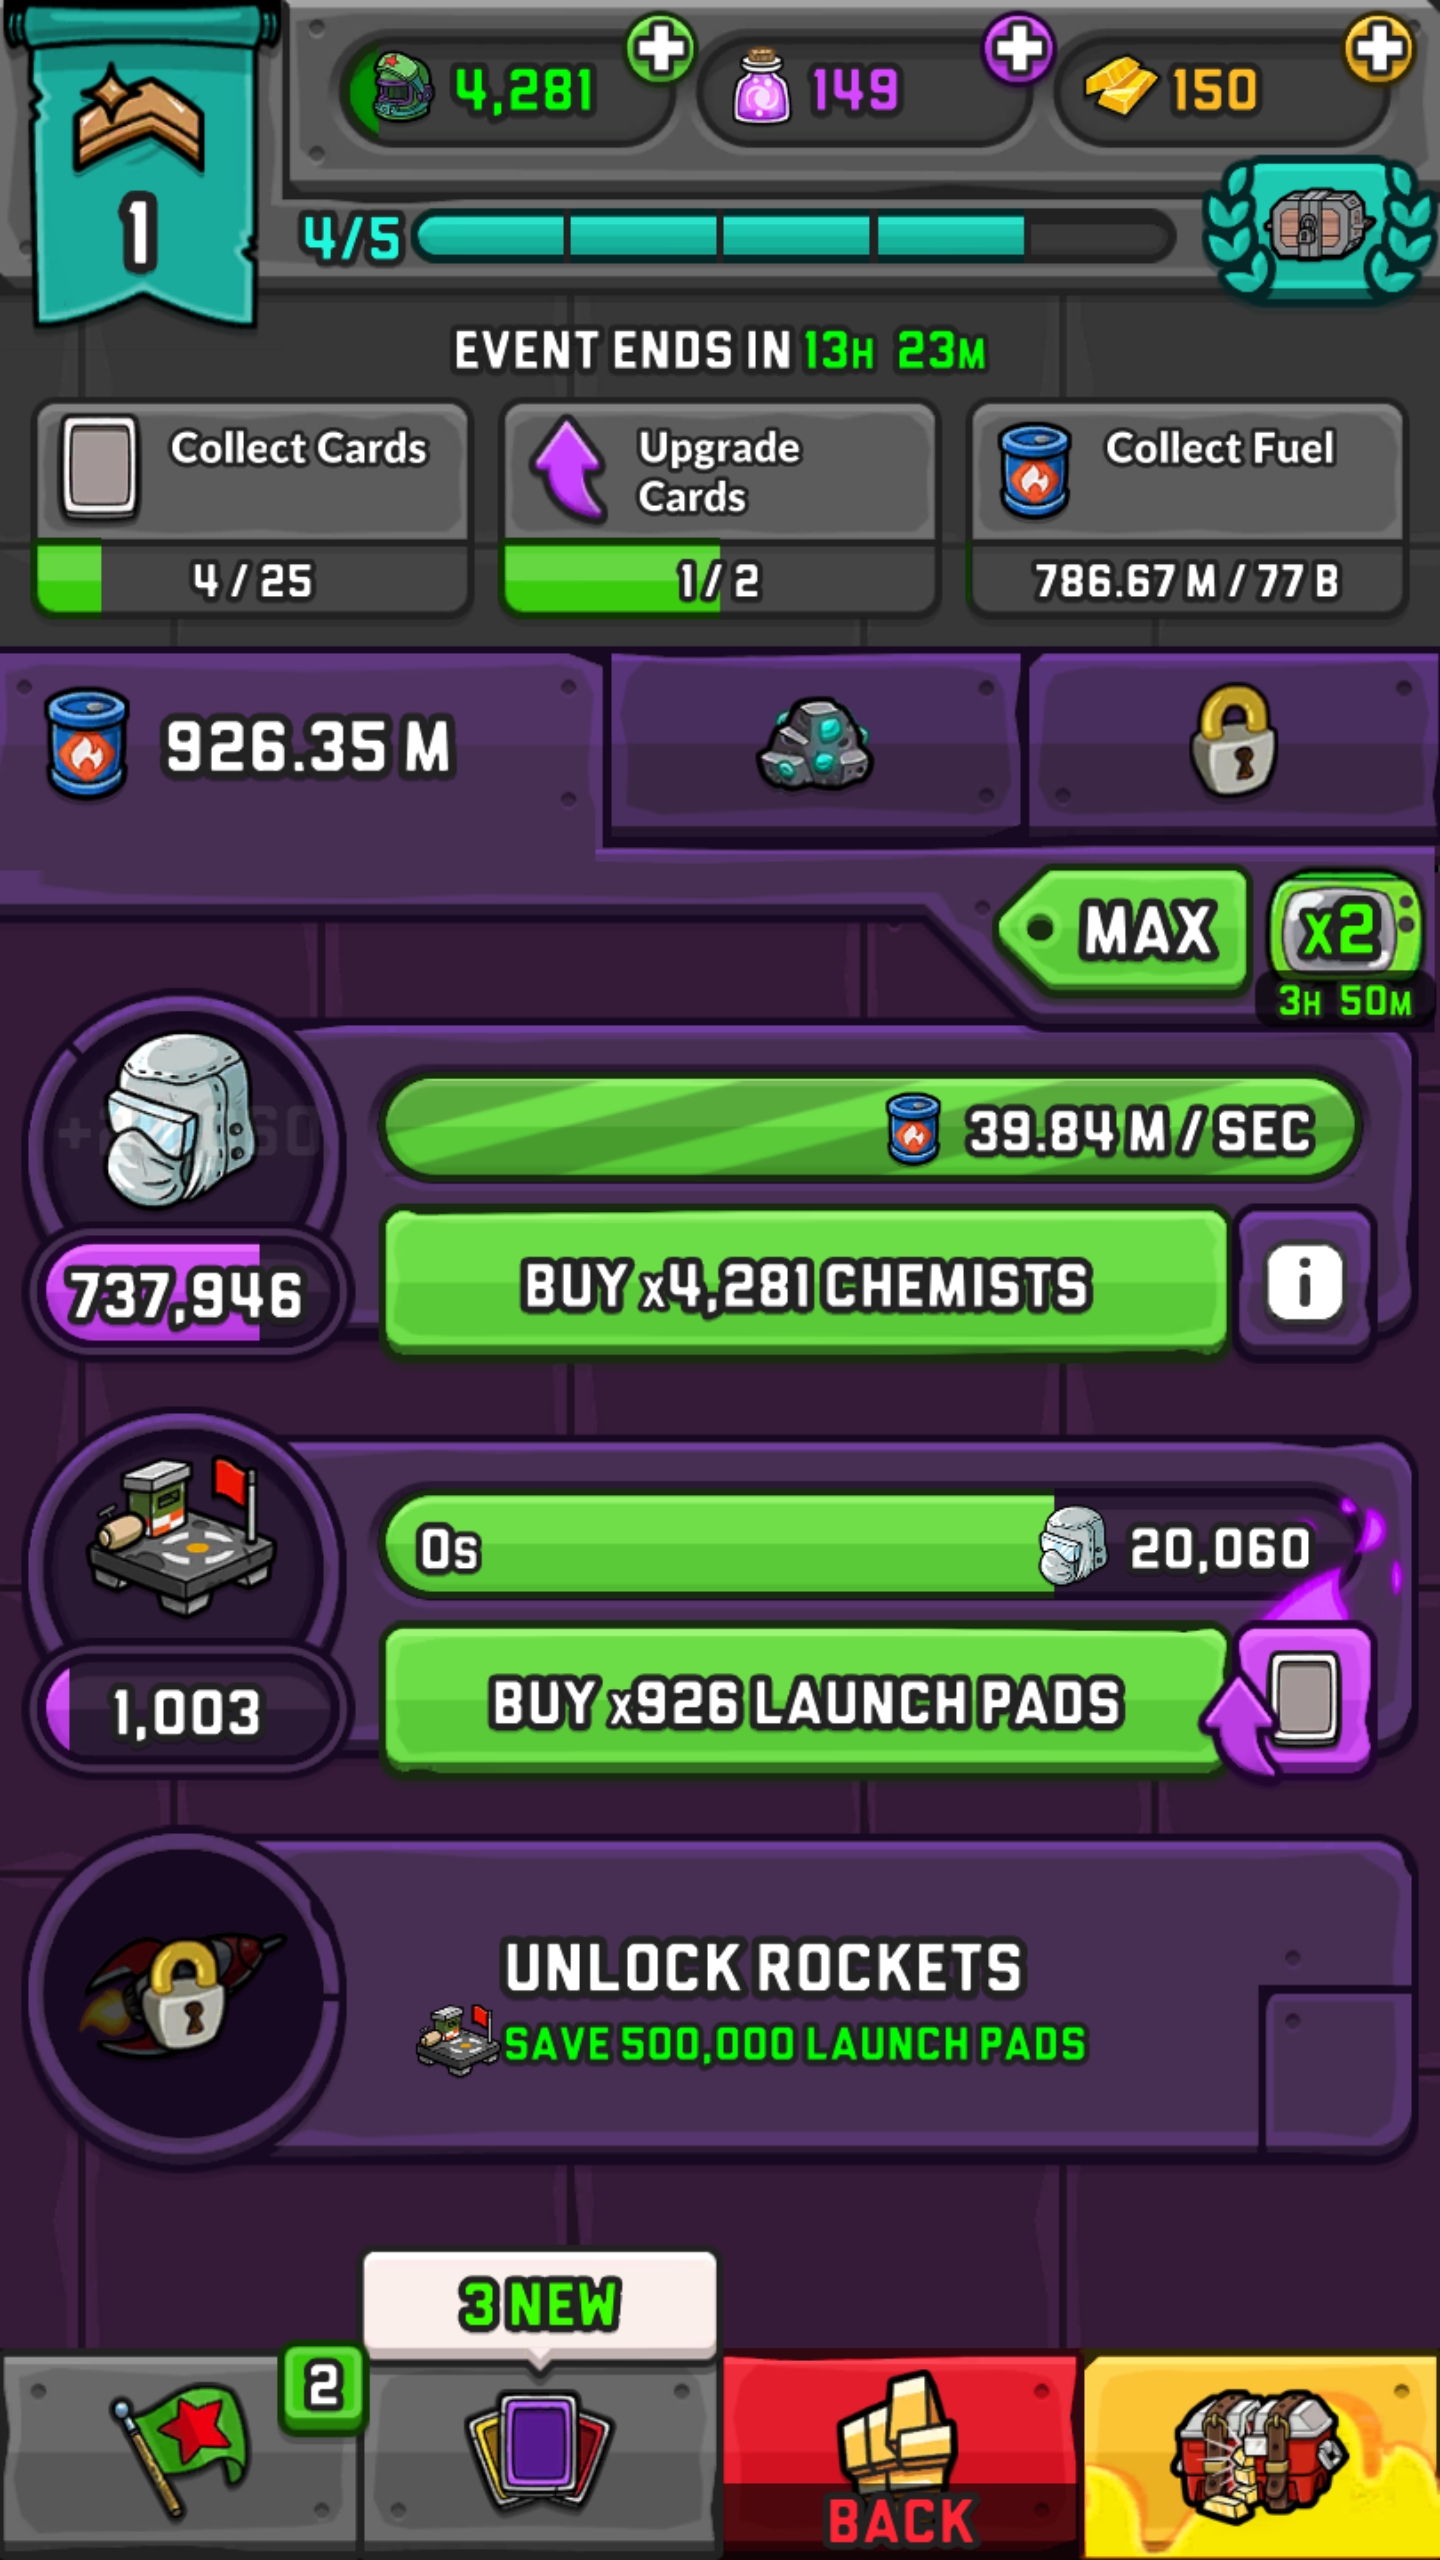 4,281
149
150
1
4/5
EVENT ENDS IN 13H 23M
Collect Cards
4 / 25
Upgrade
Cards
1 / 2
Collect Fuel
786.67 M / 77 B
926.35 M
MAX
x2
3H 50M
39.84 M / SEC
737,946
BUY x4,281 CHEMISTS
i
0s
20,060
1,003
BUY x926 LAUNCH PADS
UNLOCK ROCKETS
SAVE 500,000 LAUNCH PADS
3 NEW
2
BACK